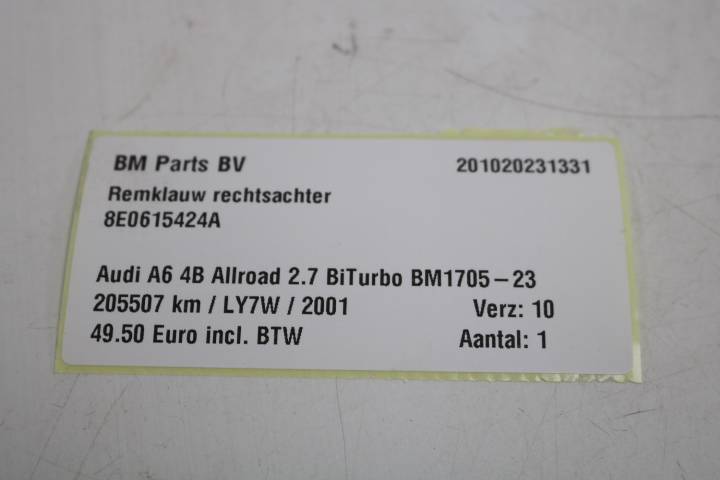 BM Parts BV 201020231331
Remklauw rechtsachter
8E0615424A
Audi A6 4B Allroad 2.7 BiTurbo BM1705-23
205507 km / LY7W / 2001 Verz: 10
49.50 Euro incl. BTW Aantal: 1